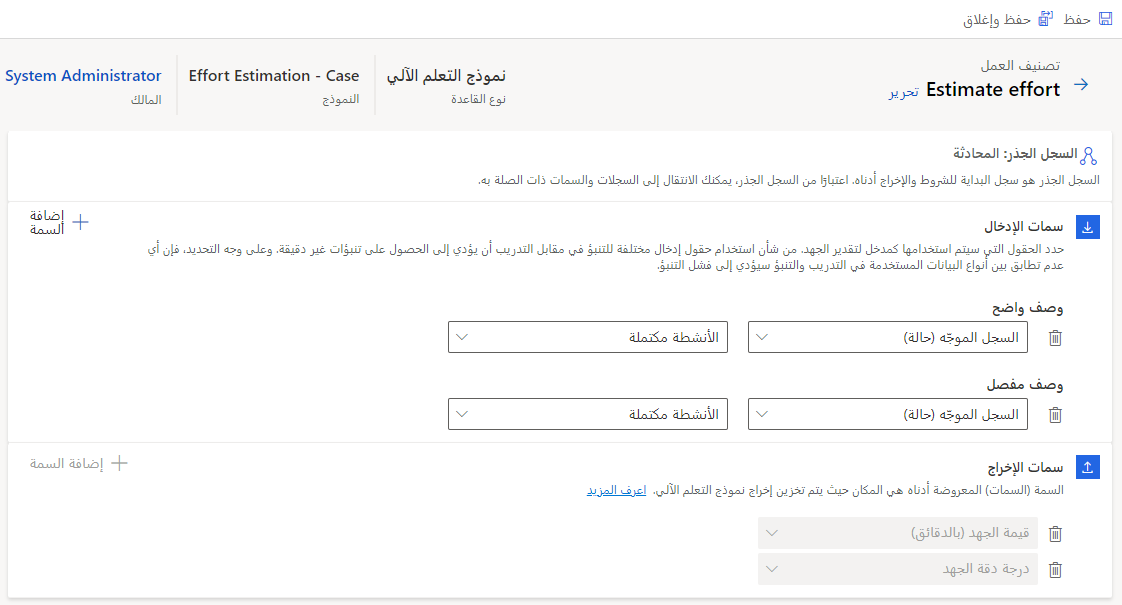 حفظ
حفظ وإغلاق
تصنيف العمل
Estimate effort تحرير
نموذج التعلم الآلي
نوع القاعدة
Effort Estimation - Case
النموذج
System Administrator
المالك
السجل الجذر: المحادثة
السجل الجذر هو سجل البداية للشروط والإخراج أدناه. اعتبارًا من السجل الجذر، يمكنك الانتقال إلى السجلات والسمات ذات الصلة به.
سمات الإدخال
إضافة
السمة
حدد الحقول التي سيتم استخدامها كمدخل لتقدير الجهد. من شأن استخدام حقول إدخال مختلفة للتنبؤ في مقابل التدريب أن يؤدي إلى الحصول على تنبؤات غير دقيقة. وعلى وجه التحديد، فإن أي
عدم تطابق بين أنواع البيانات المستخدمة في التدريب والتنبؤ سيؤدي إلى فشل التنبؤ.
وصف واضح
السجل الموجّه (حالة)
الأنشطة مكتملة
وصف مفصل
السجل الموجّه (حالة)
الأنشطة مكتملة
سمات الإخراج
إضافة السمة
السمة (السمات) المعروضة أدناه هي المكان حيث يتم تخزين إخراج نموذج التعلم الآلي. اعرف المزيد
قيمة الجهد (بالدقائق)
درجة دقة الجهد